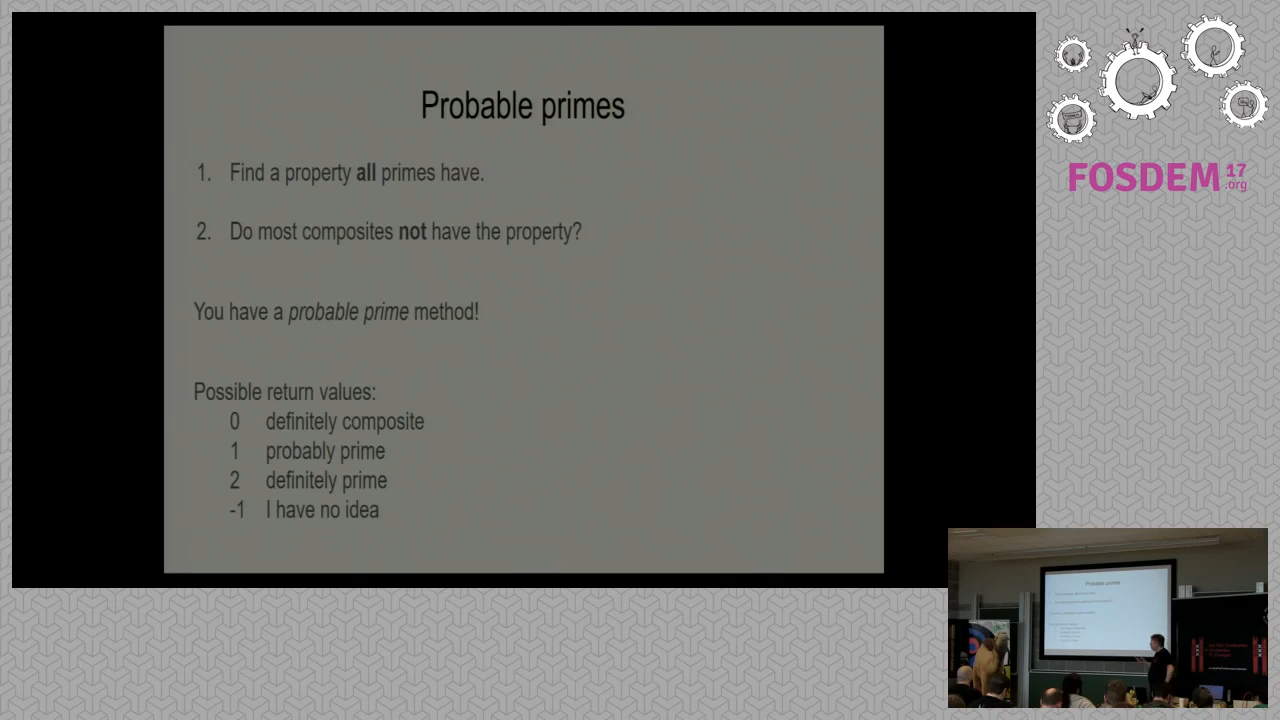 Probable primes
1. Find a property all primes have.
2. Do most composites not have the property?
You have a probable prime method!
Possible return values:
0 definitely composite
1 probably prime
2 definitely prime
-1 I have no idea
FOSDEM 17
.org
Probable primes